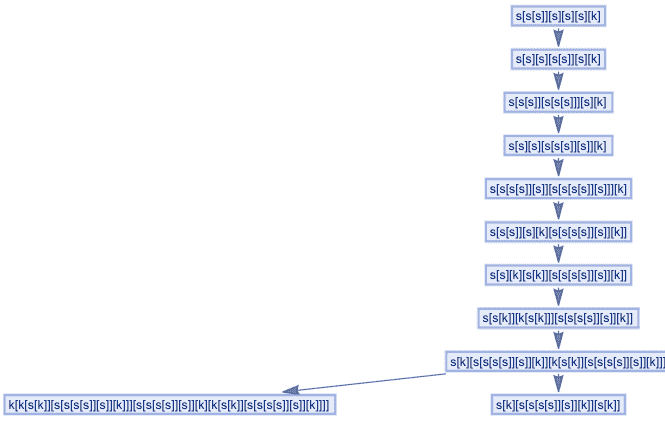 s[s[s]][s][s][s][k]
s[s][s][s[s]][s][k]
s[s[s]][s[s[s]]][s][k]
s[s][s][s[s[s]][s]][k]
s[s[s[s]][s]][s[s[s[s]][s]]][k]
s[s[s]][s][k][s[s[s[s]][s]][k]]
s[s][k][s[k]][s[s[s[s]][s]][k]]
s[s[k]][k[s[k]]][s[s[s[s]][s]][k]]
s[k][s[s[s[s]][s]][k]][k[s[k]][s[s[s[s]][s]][k]]]
k[k[s[k]][s[s[s[s]][s]][k]]][s[s[s[s]][s]][k][k[s[k]][s[s[s[s]][s]][k]]]]
s[k][s[s[s[s]][s]][k]][s[k]]